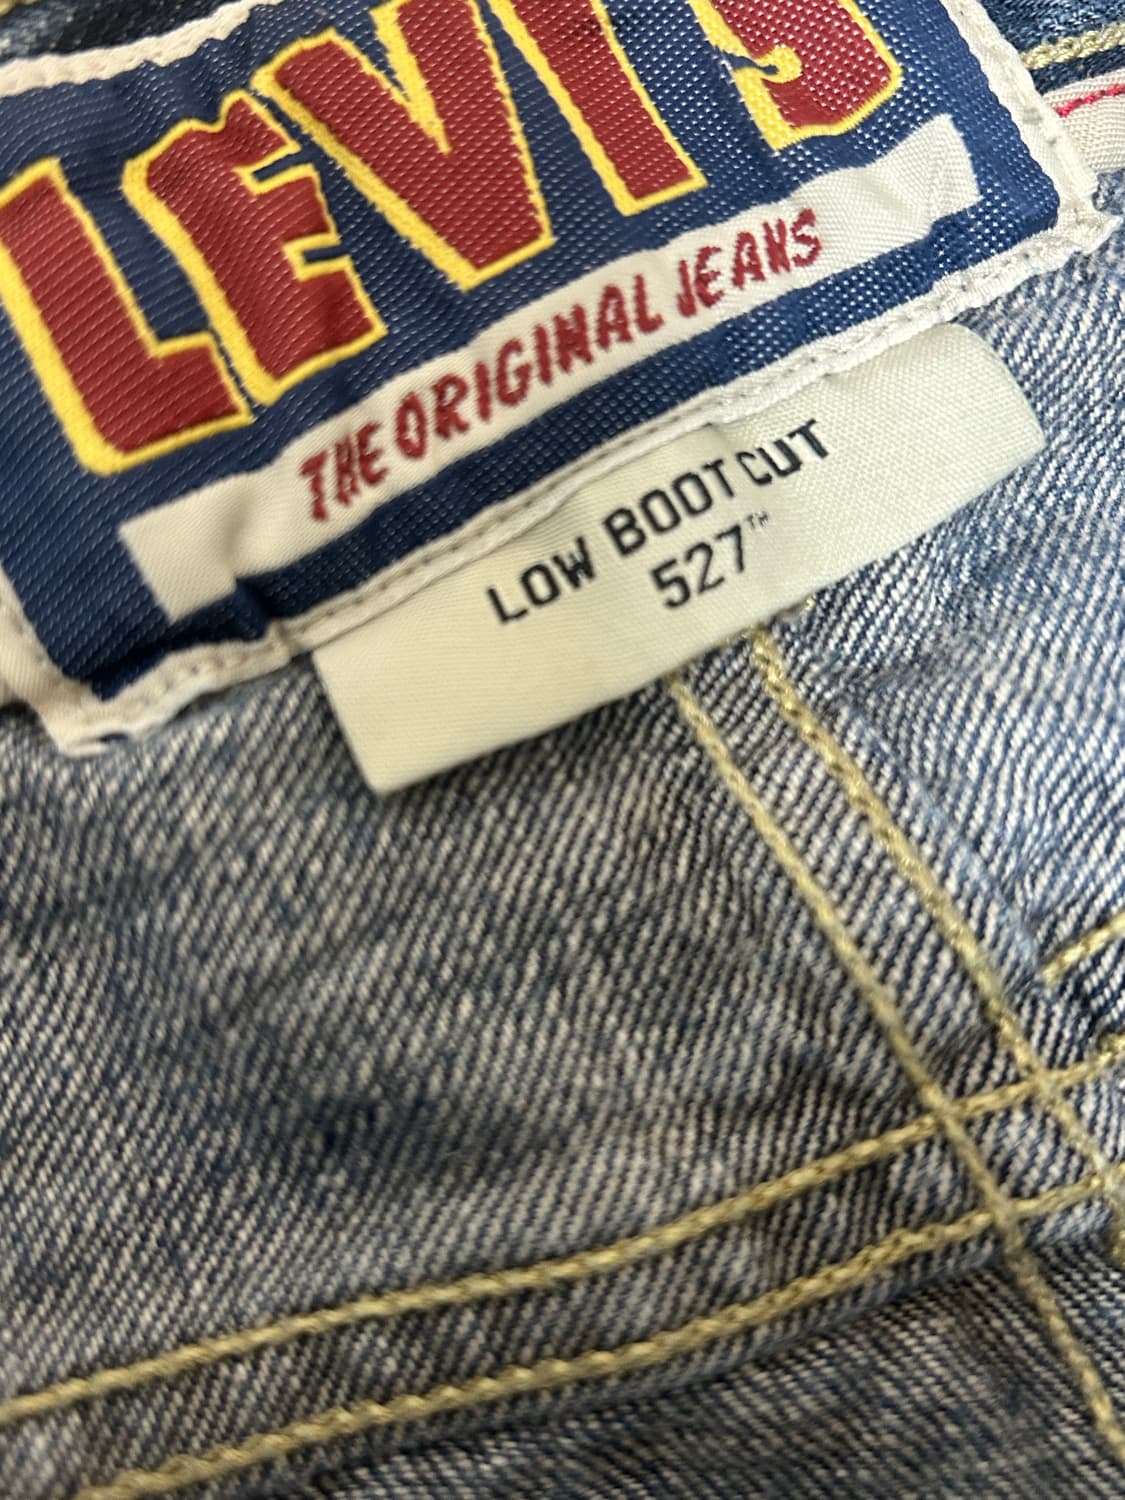 LEVI'S
THE ORIGINAL JEANS
LOW BOOT CUT
527™